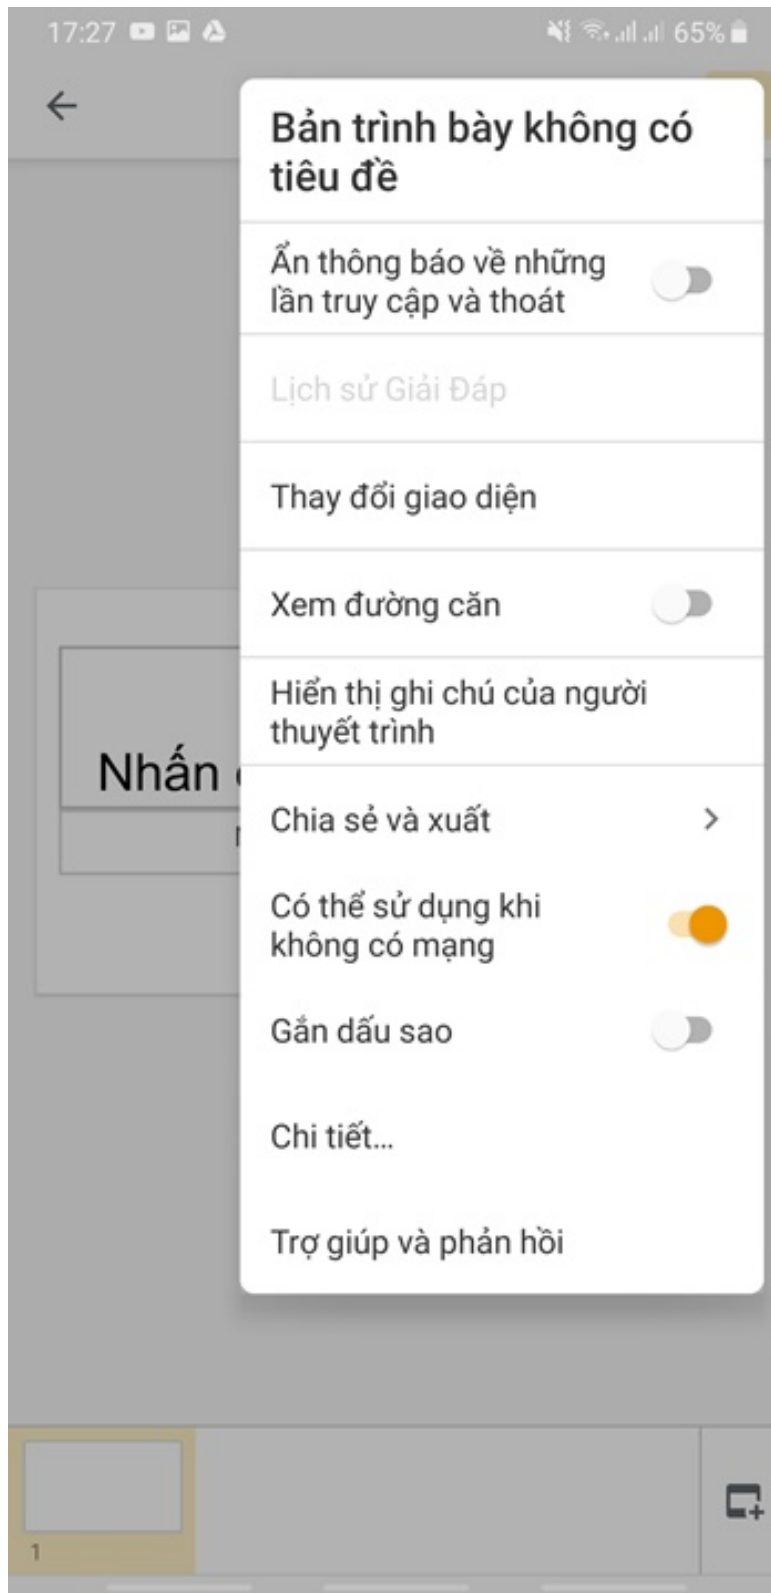 17:27
65%
Bản trình bày không có
tiêu đề
Ẩn thông báo về những
lần truy cập và thoát
Lịch sử Giải Đáp
Thay đổi giao diện
Xem đường căn
Hiển thị ghi chú của người
thuyết trình
Nhấn
Chia sẻ và xuất
Có thể sử dụng khi
không có mạng
Gắn dấu sao
Chi tiết...
Trợ giúp và phản hồi
1